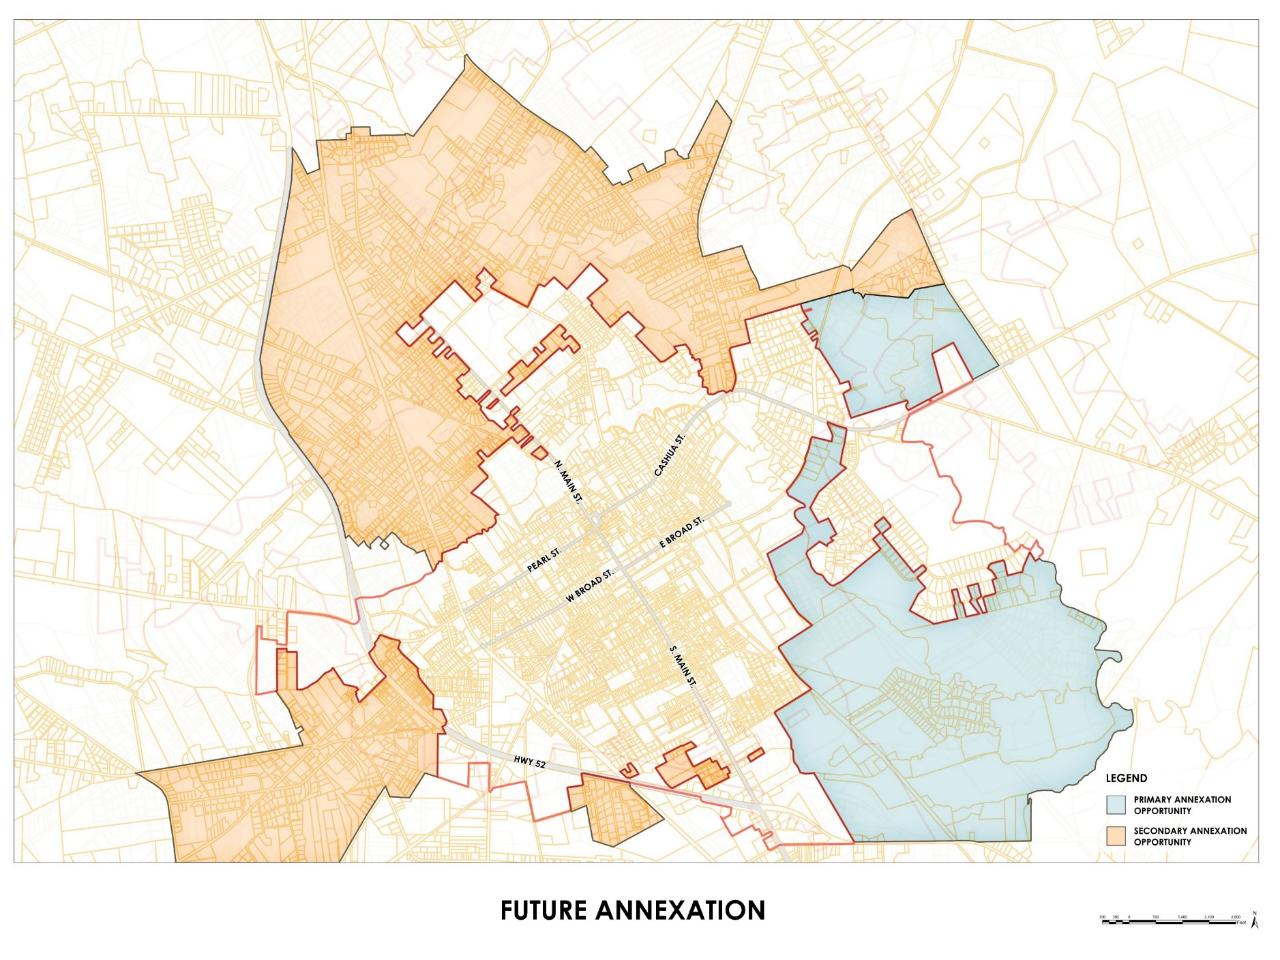 N. MAIN ST.
CASHUA ST.
PEARL ST.
E BROAD ST.
W BROAD ST.
S. MAIN ST.
HWY 52
LEGEND
PRIMARY ANNEXATION
OPPORTUNITY
SECONDARY ANNEXATION
OPPORTUNITY
FUTURE ANNEXATION
N
Feet